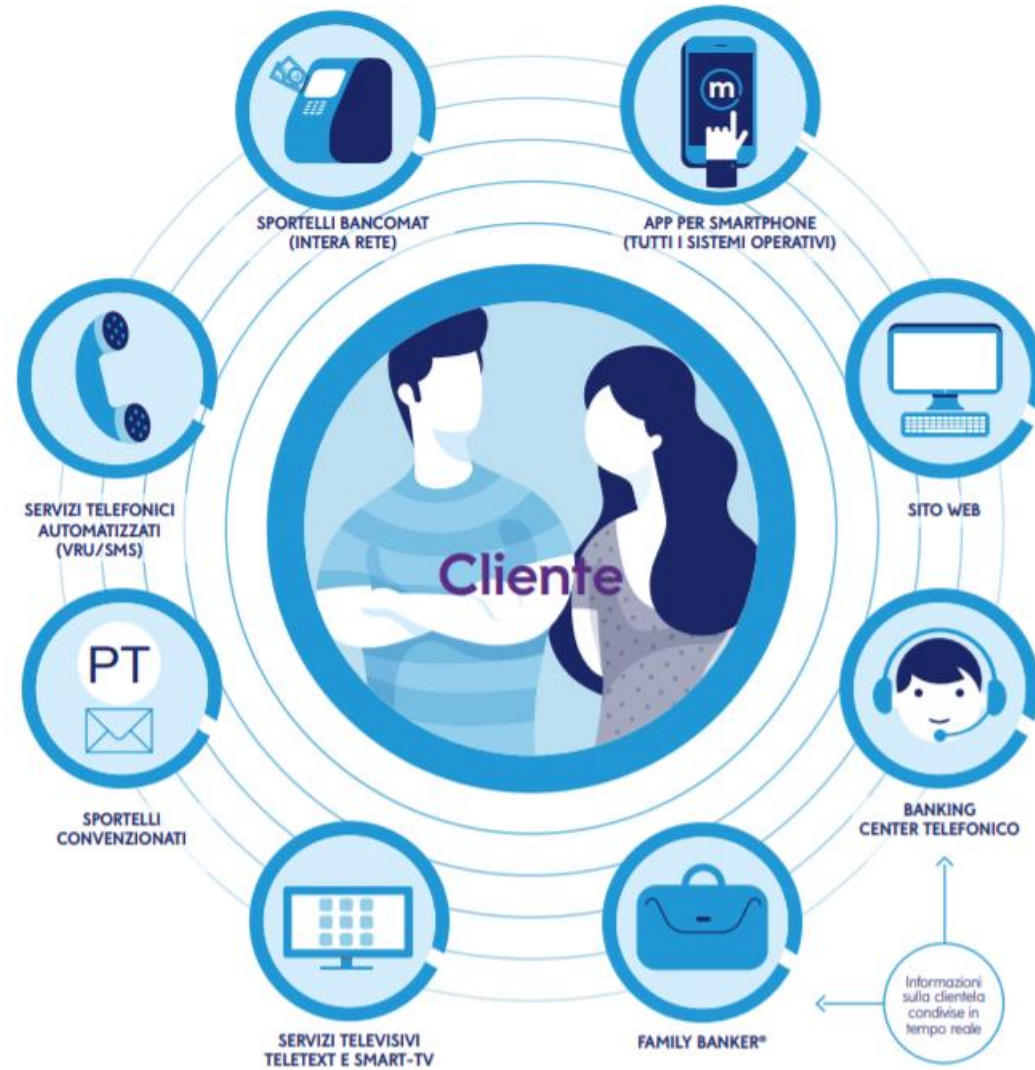 m
SPORTELLI BANCOMAT
(INTERA RETE)
APP PER SMARTPHONE
(TUTTI I SISTEMI OPERATIVI)
SERVIZI TELEFONICI
AUTOMATIZZATI
(VRU/SMS)
SITO WEB
Cliente
PT
SPORTELLI
CONVENZIONATI
BANKING
CENTER TELEFONICO
SERVIZI TELEVISIVI
TELETEXT E SMART-TV
FAMILY BANKER®
Informazioni
sulla clientela
condivise in
tempo reale